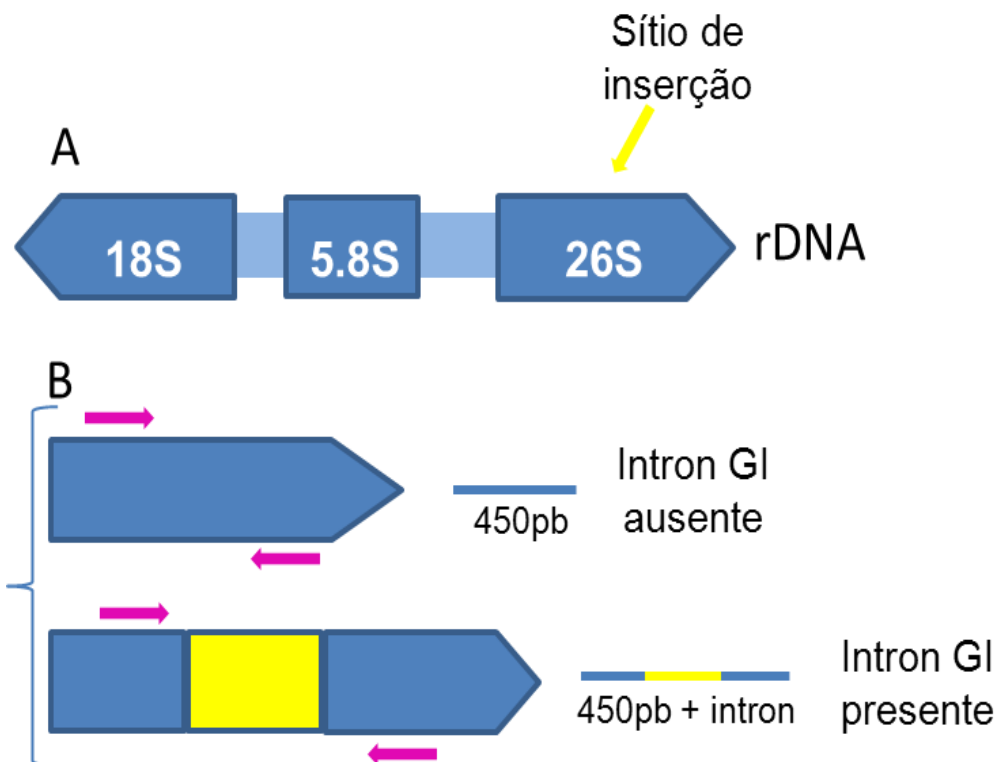 Sítio de
inserção
A
18S 5.8S 26S rDNA
B
Intron GI
ausente
450pb
Intron GI
presente
450pb + intron